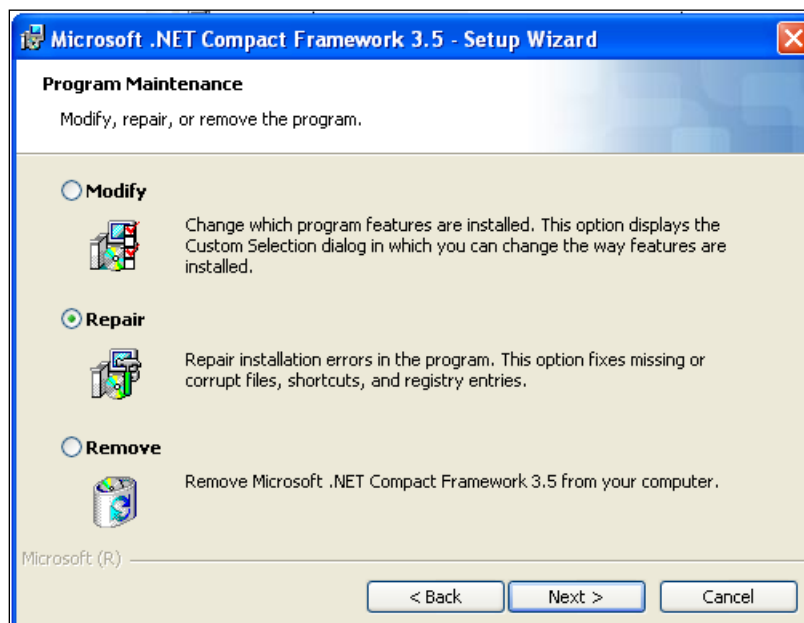 Microsoft .NET Compact Framework 3.5 - Setup Wizard
Program Maintenance
Modify, repair, or remove the program.
Modify
Change which program features are installed. This option displays the
Custom Selection dialog in which you can change the way features are
installed.
Repair
Repair installation errors in the program. This option fixes missing or
corrupt files, shortcuts, and registry entries.
Remove
Remove Microsoft .NET Compact Framework 3.5 from your computer.
Microsoft (R)
< Back
Next >
Cancel